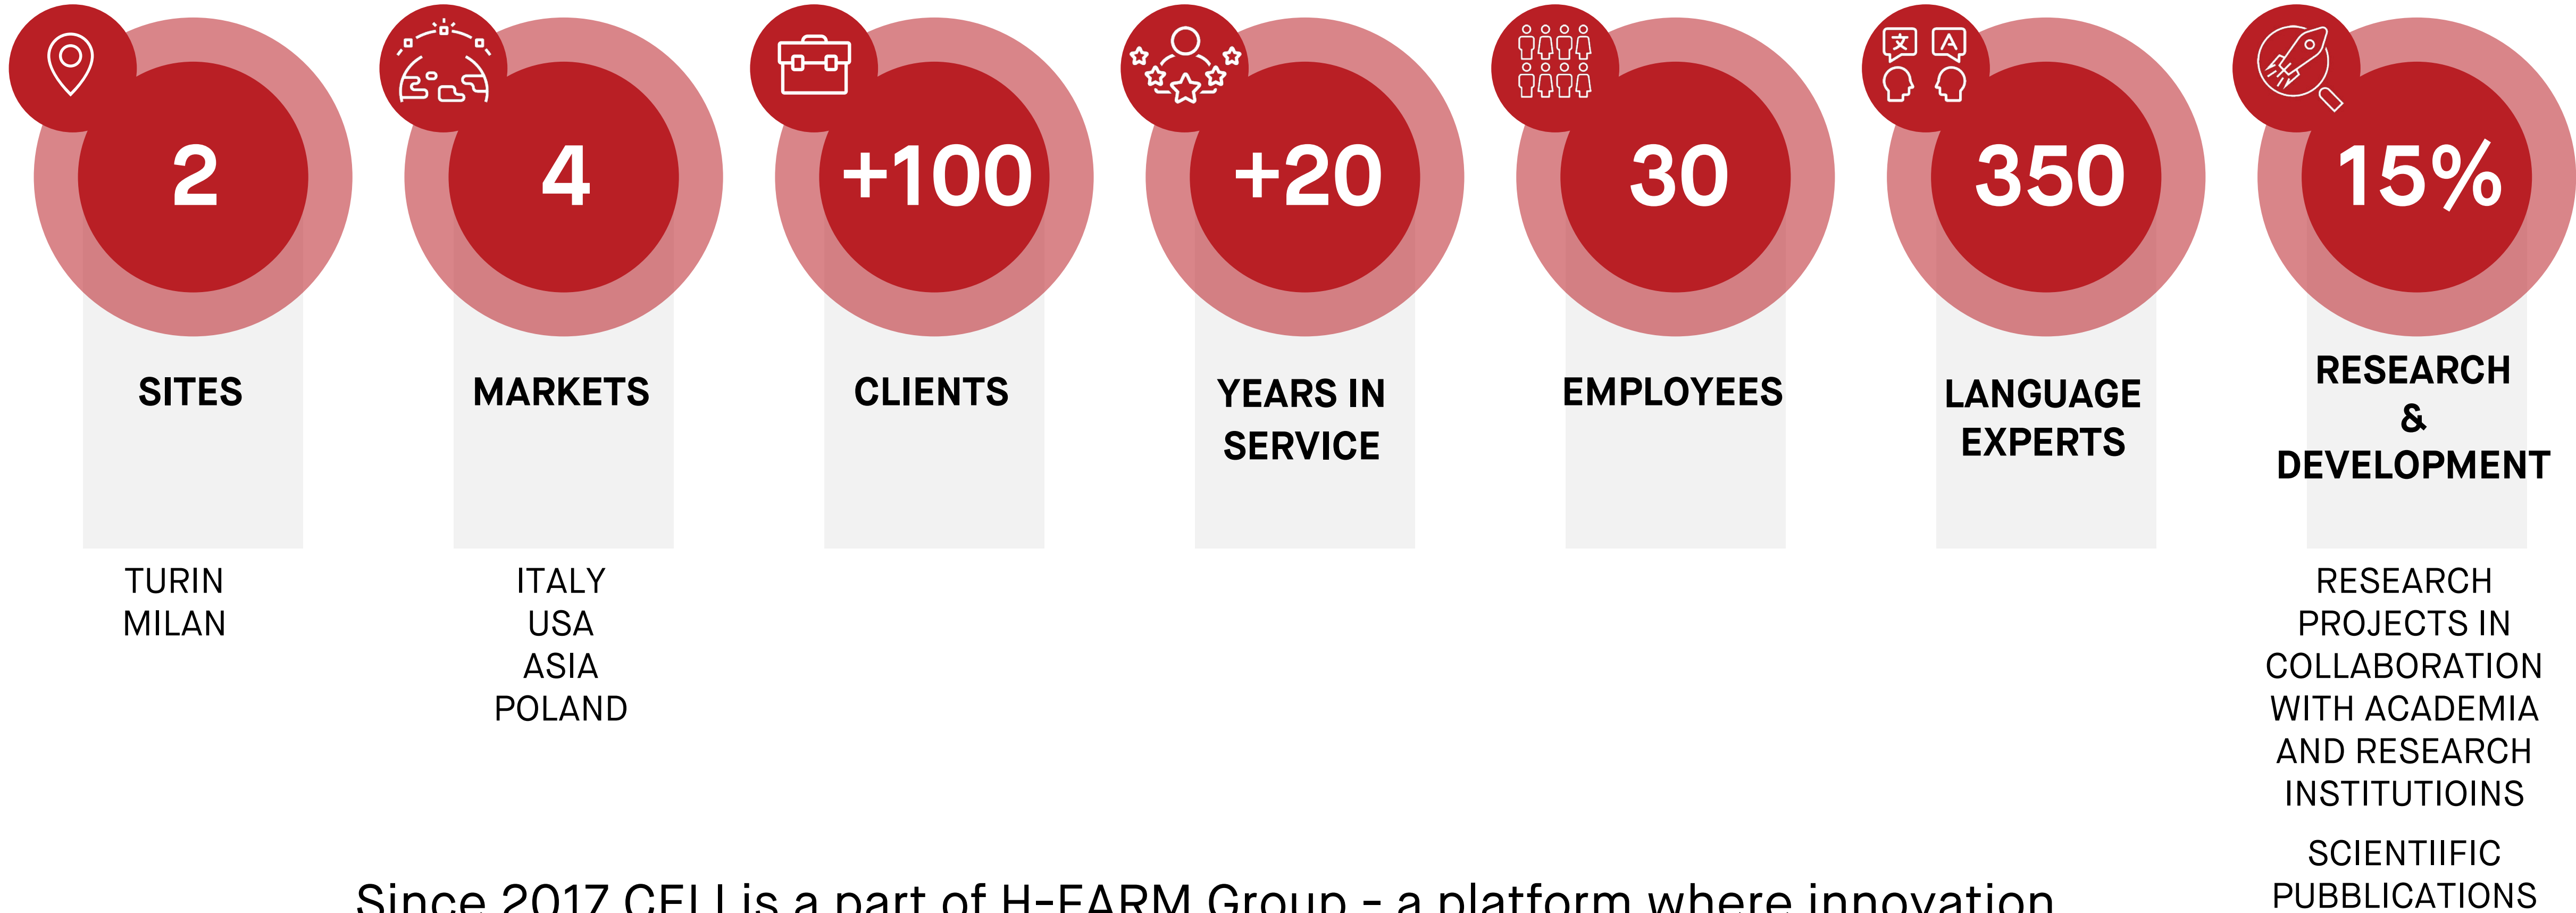 2
SITES
TURIN
MILAN
4
MARKETS
ITALY
USA
ASIA
POLAND
+100
CLIENTS
+20
YEARS IN
SERVICE
30
EMPLOYEES
文 A
350
LANGUAGE
EXPERTS
15%
RESEARCH
&
DEVELOPMENT
RESEARCH
PROJECTS IN
COLLABORATION
WITH ACADEMIA
AND RESEARCH
INSTITUTIOINS
SCIENTIIFIC
PUBBLICATIONS
Since 2017 CELI is a part of H-FARM Group - a platform where innovation